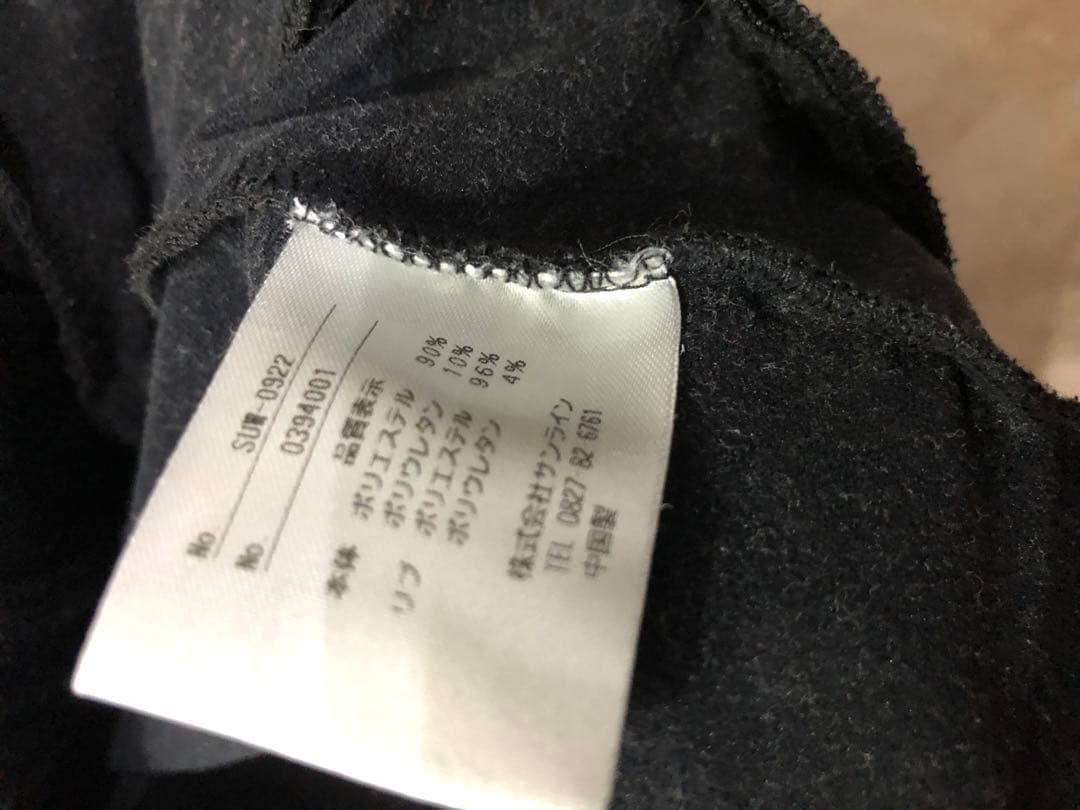 No SUW-0922
No 0394001
品質表示
本体 ポリエステル 90%
ポリウレタン 10%
リブ ポリエステル 96%
ポリウレタン 4%
株式会社サンライン
TEL 0827 82 6761
中国製